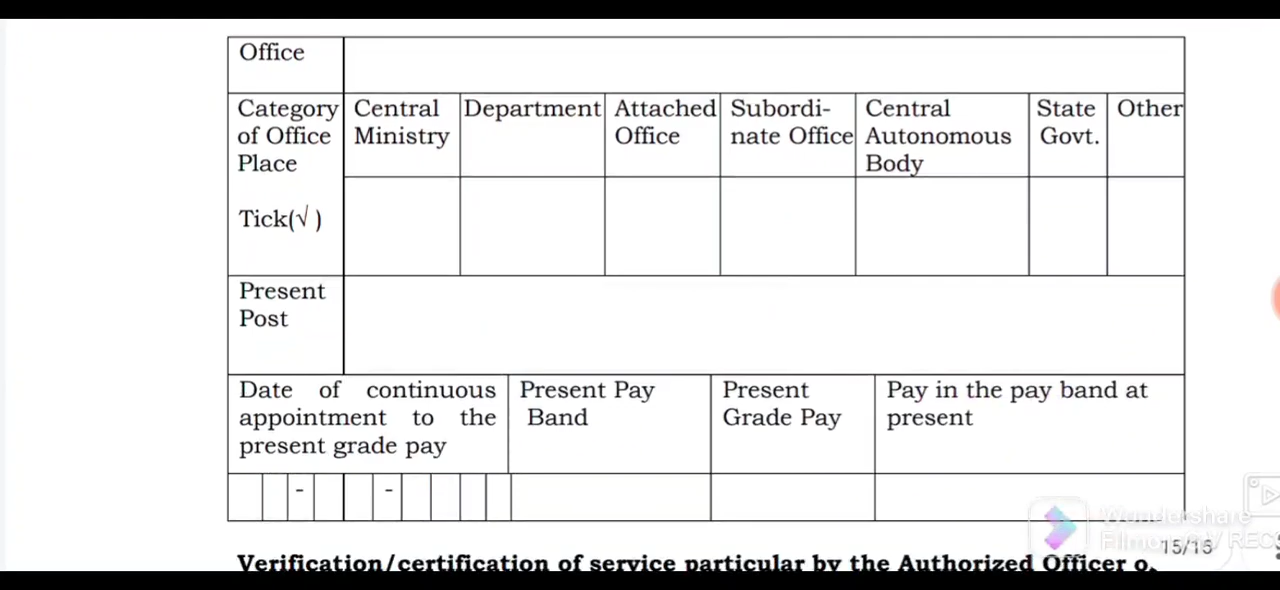 Office
Category Central Department Attached Subordi- Central State Other
of Office Ministry Office nate Office Autonomous Govt.
Place Body
Tick(√ )
Present
Post
Date of continuous Present Pay Present Pay in the pay band at
appointment to the Band Grade Pay present
present grade pay
- -
Wondershare
15/15
Verification/certification of service particular by the Authorized Officer